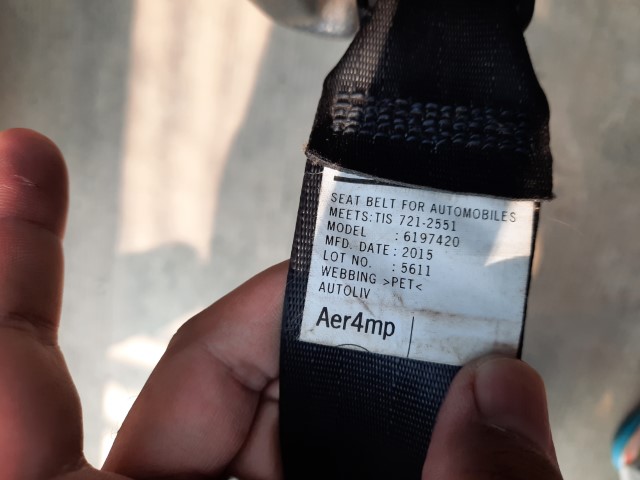 SEAT BELT FOR AUTOMOBILES
MEETS: TIS 721-2551
MODEL : 6197420
MFD. DATE : 2015
LOT NO. : 5611
WEBBING >PET<
AUTOLIV
Aer4mp